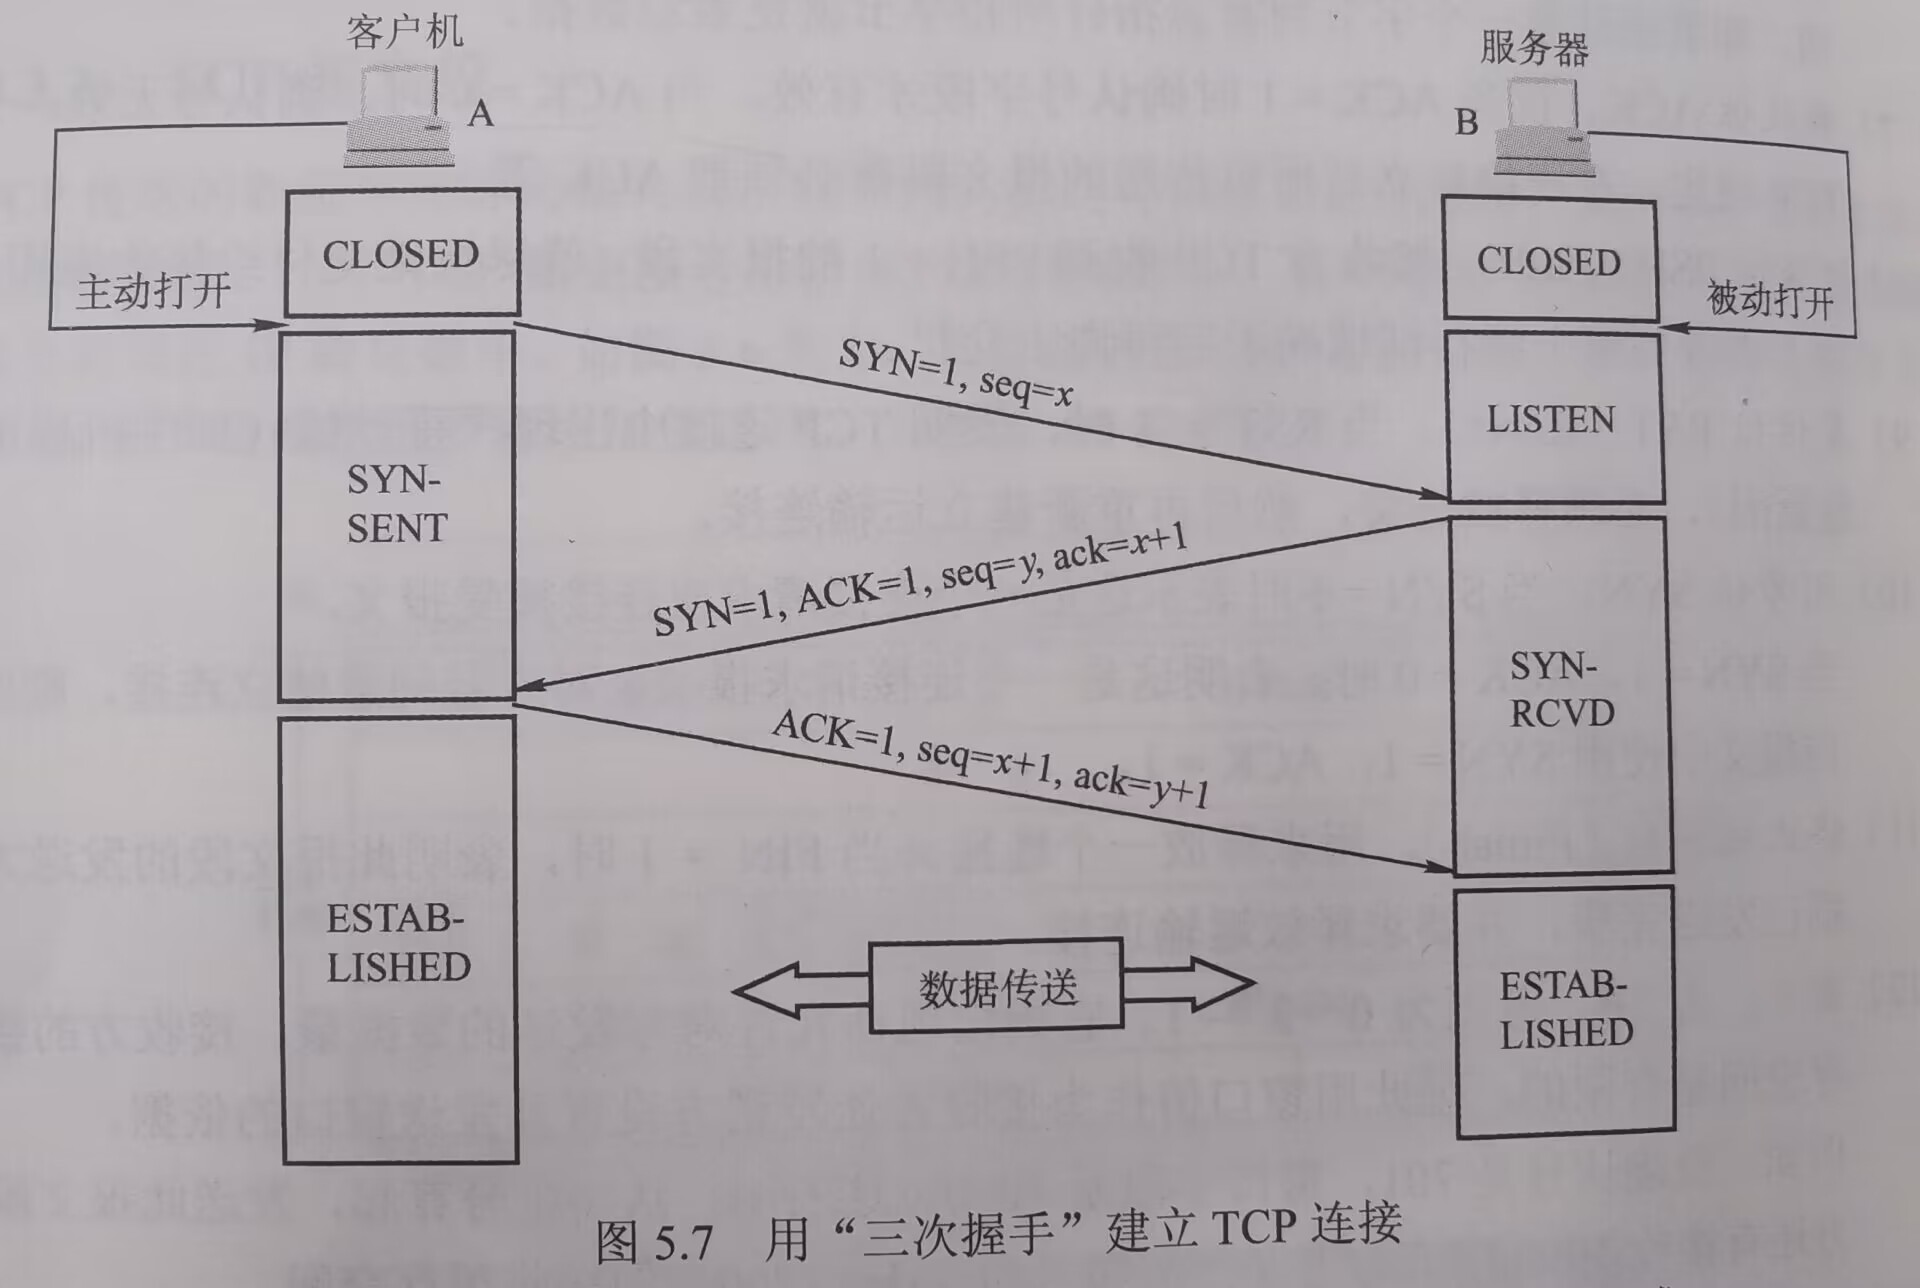 客户机
服务器
A
B
CLOSED
CLOSED
主动打开
被动打开
SYN=1, seq=x
LISTEN
SYN-
SENT
SYN=1, ACK=1, seq=y, ack=x+1
SYN-
RCVD
ACK=1, seq=x+1, ack=y+1
ESTAB-
LISHED
数据传送
ESTAB-
LISHED
图 5.7 用“三次握手”建立 TCP 连接